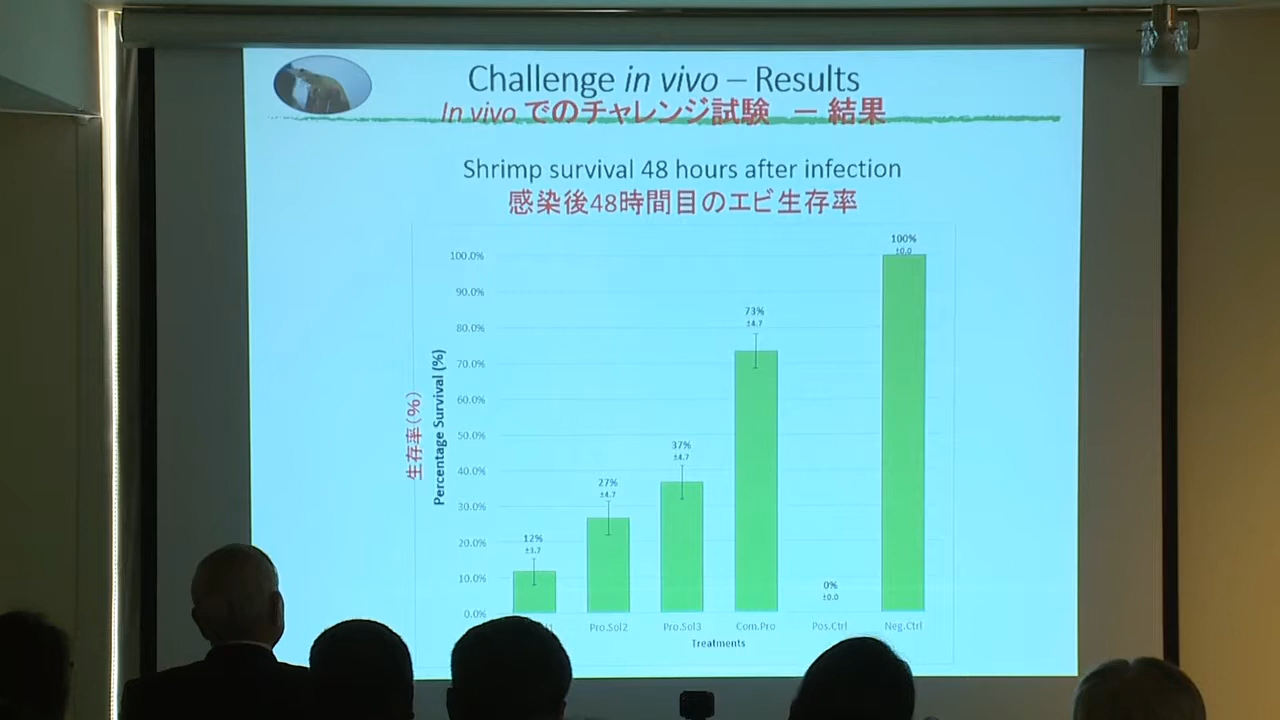 Challenge in vivo – Results
In vivo でのチャレンジ試験 － 結果
Shrimp survival 48 hours after infection
感染後48時間目のエビ生存率
生存率(%)
Percentage Survival (%)
100.0%
90.0%
80.0%
70.0%
60.0%
50.0%
40.0%
30.0%
20.0%
10.0%
0.0%
12%
±3.7
27%
±4.7
37%
±4.7
73%
±4.7
0%
±0.0
100%
±0.0
Pro.Sol2
Pro.Sol3
Com.Pro
Pos.Ctrl
Neg.Ctrl
Treatments